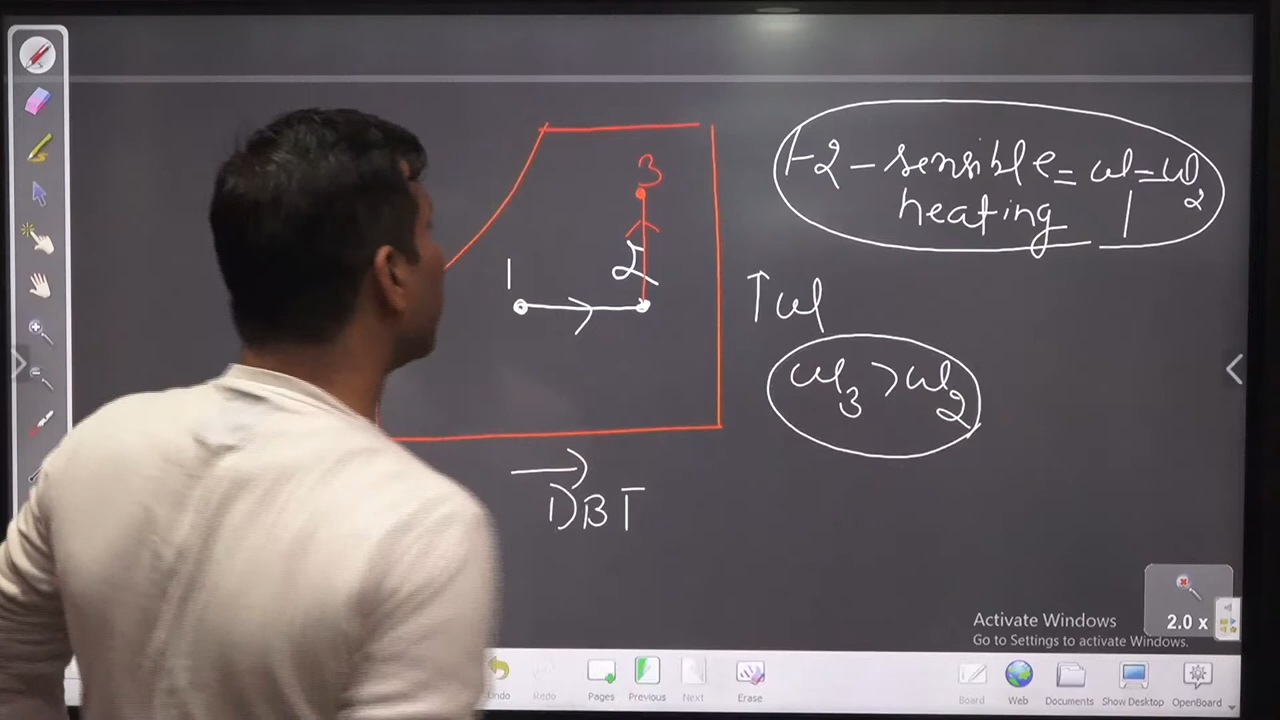 1-2 - sensible = ω1 = ω2
heating
3
2
1
↑ω
ω3 > ω2
→
DBT
2.0 x
Activate Windows
Go to Settings to activate Windows.
Undo Redo Pages Previous Next Erase Board Web Documents Show Desktop OpenBoard